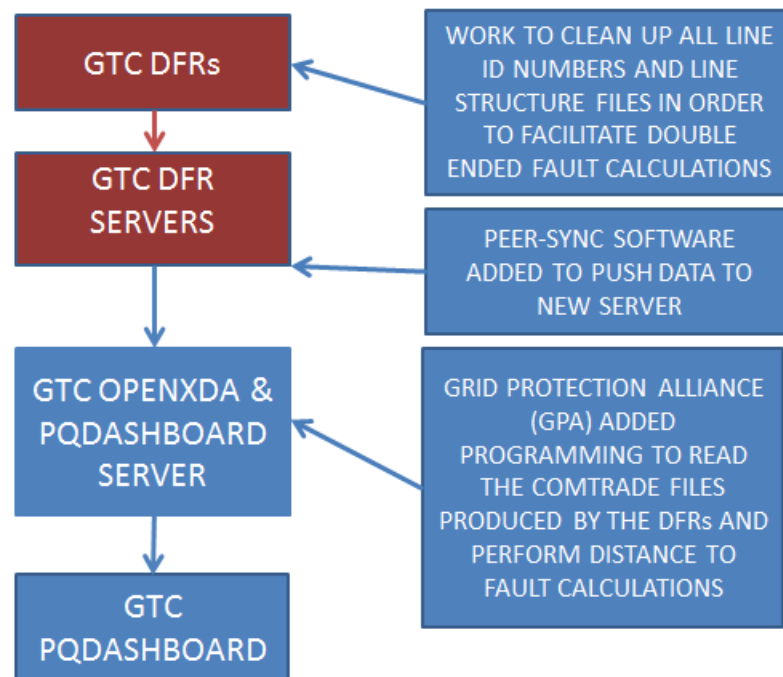 GTC DFRs
WORK TO CLEAN UP ALL LINE
ID NUMBERS AND LINE
STRUCTURE FILES IN ORDER
TO FACILITATE DOUBLE
ENDED FAULT CALCULATIONS
GTC DFR
SERVERS
PEER-SYNC SOFTWARE
ADDED TO PUSH DATA TO
NEW SERVER
GTC OPENXDA &
PQDASHBOARD
SERVER
GRID PROTECTION ALLIANCE
(GPA) ADDED
PROGRAMMING TO READ
THE COMTRADE FILES
PRODUCED BY THE DFRs AND
PERFORM DISTANCE TO
FAULT CALCULATIONS
GTC
PQDASHBOARD